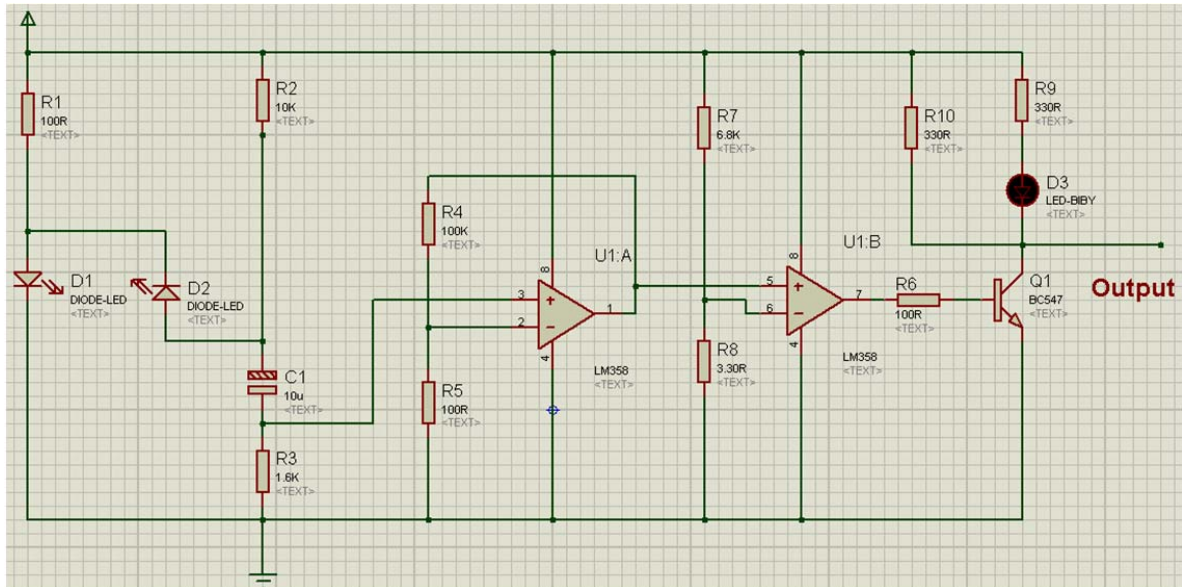 R1
100R
<TEXT>
R2
10K
<TEXT>
R7
6.8K
<TEXT>
R10
330R
<TEXT>
R9
330R
<TEXT>
D3
LED-BIBY
<TEXT>
R4
100K
<TEXT>
U1:A
8
3
2
1
4
LM358
<TEXT>
U1:B
8
5
6
7
4
LM358
<TEXT>
R6
100R
<TEXT>
Q1
BC547
<TEXT>
Output
D1
DIODE-LED
<TEXT>
D2
DIODE-LED
<TEXT>
C1
10u
<TEXT>
R5
100R
<TEXT>
R8
3.30R
<TEXT>
R3
1.6K
<TEXT>